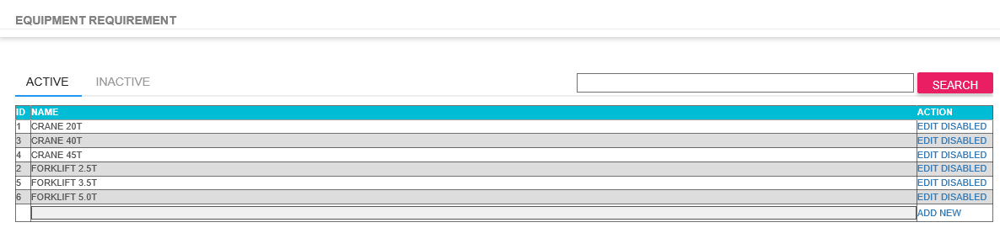 EQUIPMENT REQUIREMENT
ACTIVE INACTIVE SEARCH
ID NAME ACTION
1 CRANE 20T EDIT DISABLED
3 CRANE 40T EDIT DISABLED
4 CRANE 45T EDIT DISABLED
2 FORKLIFT 2.5T EDIT DISABLED
5 FORKLIFT 3.5T EDIT DISABLED
6 FORKLIFT 5.0T EDIT DISABLED
ADD NEW